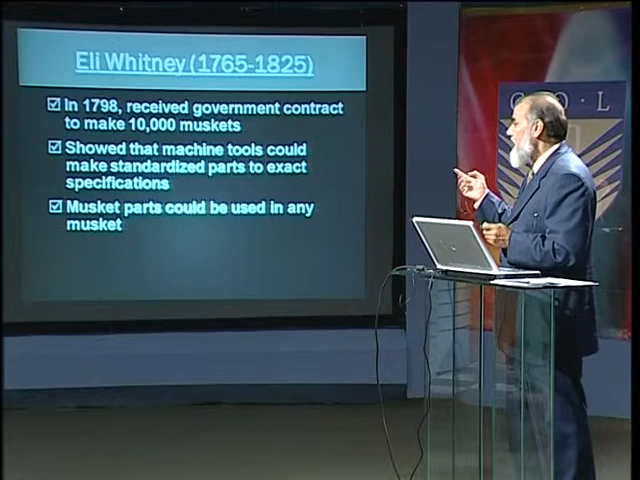 Eli Whitney (1765-1825)
In 1798, received government contract
to make 10,000 muskets
Showed that machine tools could
make standardized parts to exact
specifications
Musket parts could be used in any
musket
C O · L